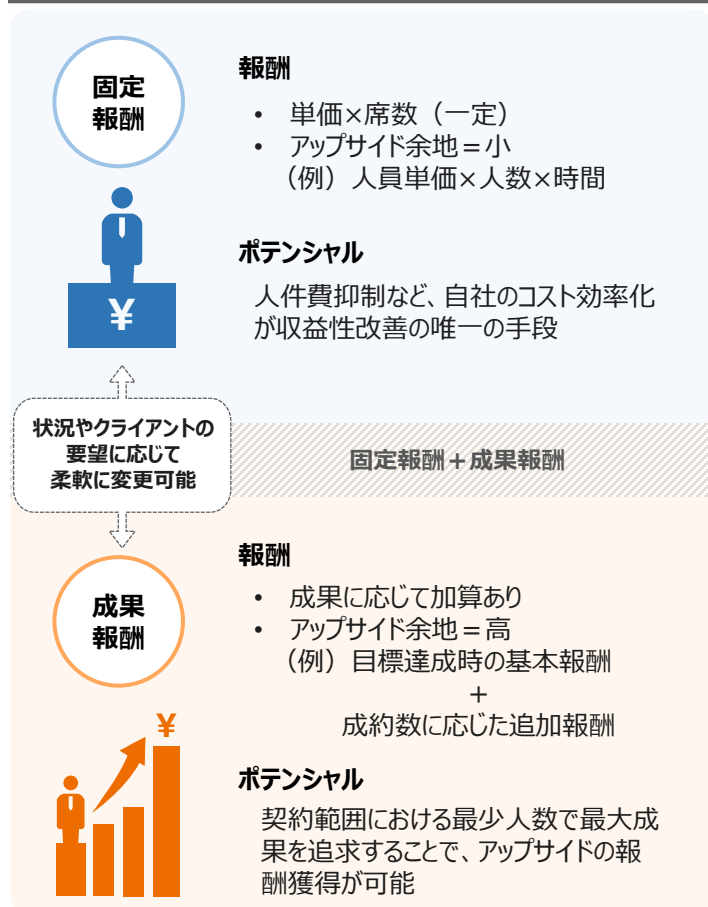 固定
報酬
報酬
• 単価×席数（一定）
• アップサイド余地＝小
（例）人員単価×人数×時間
¥
ポテンシャル
人件費抑制など、自社のコスト効率化
が収益性改善の唯一の手段
状況やクライアントの
要望に応じて
柔軟に変更可能
固定報酬＋成果報酬
成果
報酬
報酬
• 成果に応じて加算あり
• アップサイド余地＝高
（例）目標達成時の基本報酬
＋
成約数に応じた追加報酬
¥
ポテンシャル
契約範囲における最少人数で最大成
果を追求することで、アップサイドの報
酬獲得が可能